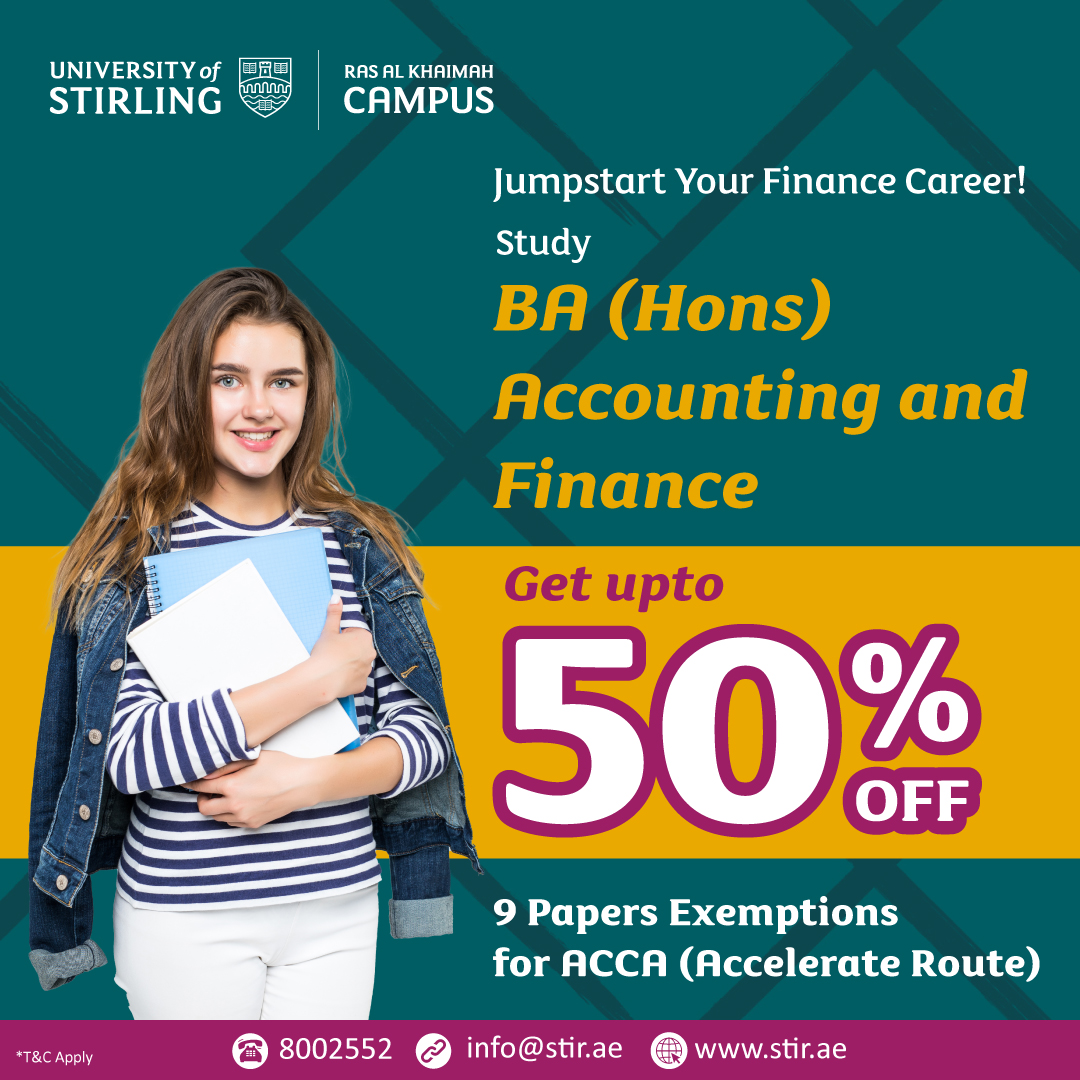 UNIVERSITY of
STIRLING
RAS AL KHAIMAH
CAMPUS
Jumpstart Your Finance Career!
Study
BA (Hons)
Accounting and
Finance
Get upto
50%
OFF
9 Papers Exemptions
for ACCA (Accelerate Route)
*T&C Apply
8002552
info@stir.ae
www.stir.ae